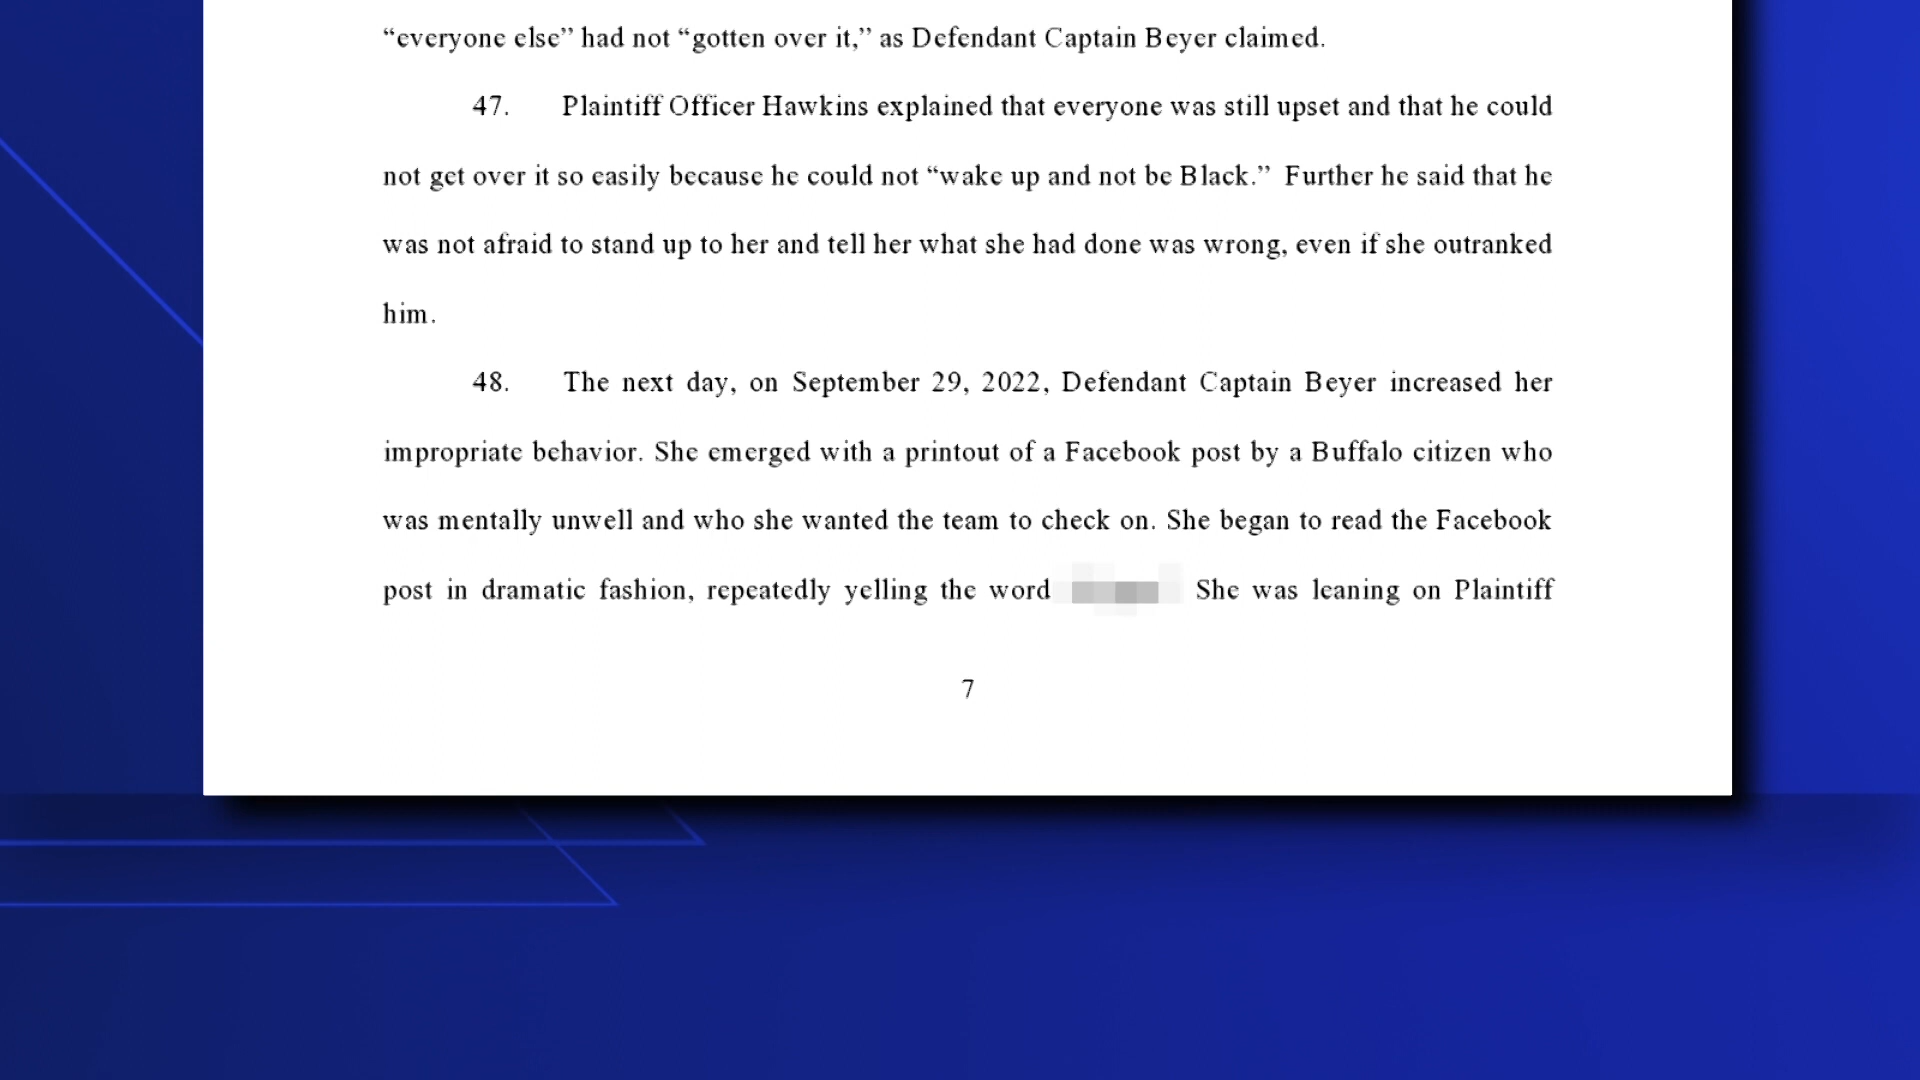 “everyone else” had not “gotten over it,” as Defendant Captain Beyer claimed.
47. Plaintiff Officer Hawkins explained that everyone was still upset and that he could
not get over it so easily because he could not “wake up and not be Black.” Further he said that he
was not afraid to stand up to her and tell her what she had done was wrong, even if she outranked
him.
48. The next day, on September 29, 2022, Defendant Captain Beyer increased her
impropriate behavior. She emerged with a printout of a Facebook post by a Buffalo citizen who
was mentally unwell and who she wanted the team to check on. She began to read the Facebook
post in dramatic fashion, repeatedly yelling the word She was leaning on Plaintiff
7